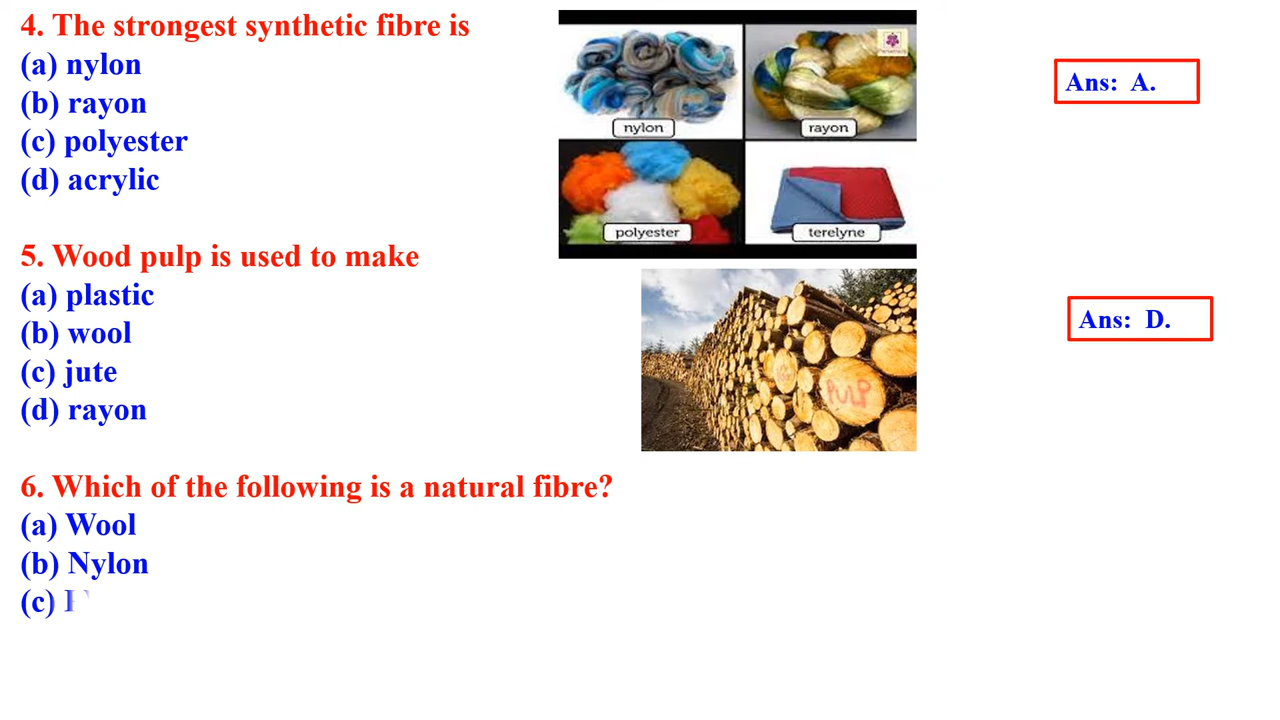 4. The strongest synthetic fibre is
(a) nylon
(b) rayon
(c) polyester
(d) acrylic
nylon
rayon
polyester
terelyne
Ans: A.
5. Wood pulp is used to make
(a) plastic
(b) wool
(c) jute
(d) rayon
PULP
Ans: D.
6. Which of the following is a natural fibre?
(a) Wool
(b) Nylon
(c)